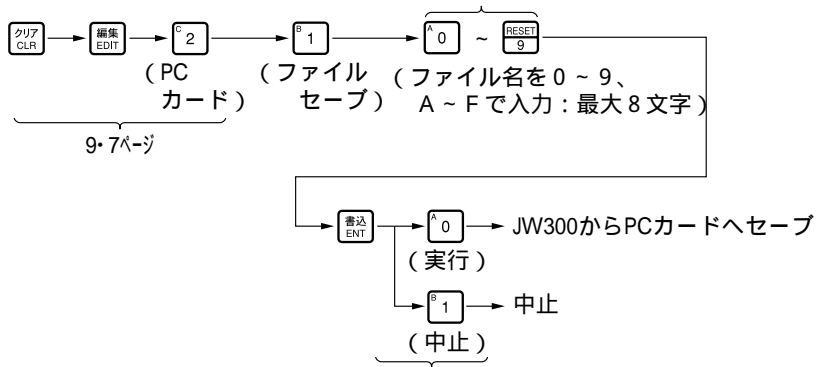 クリア CLR 編集 EDIT C 2 B 1 A 0 ~ RESET 9
(PCカード) (ファイルセーブ) (ファイル名を0~9、
A~Fで入力:最大8文字)
9・7ページ
書込 ENT A 0 JW300からPCカードへセーブ
(実行)
B 1 中止
(中止)